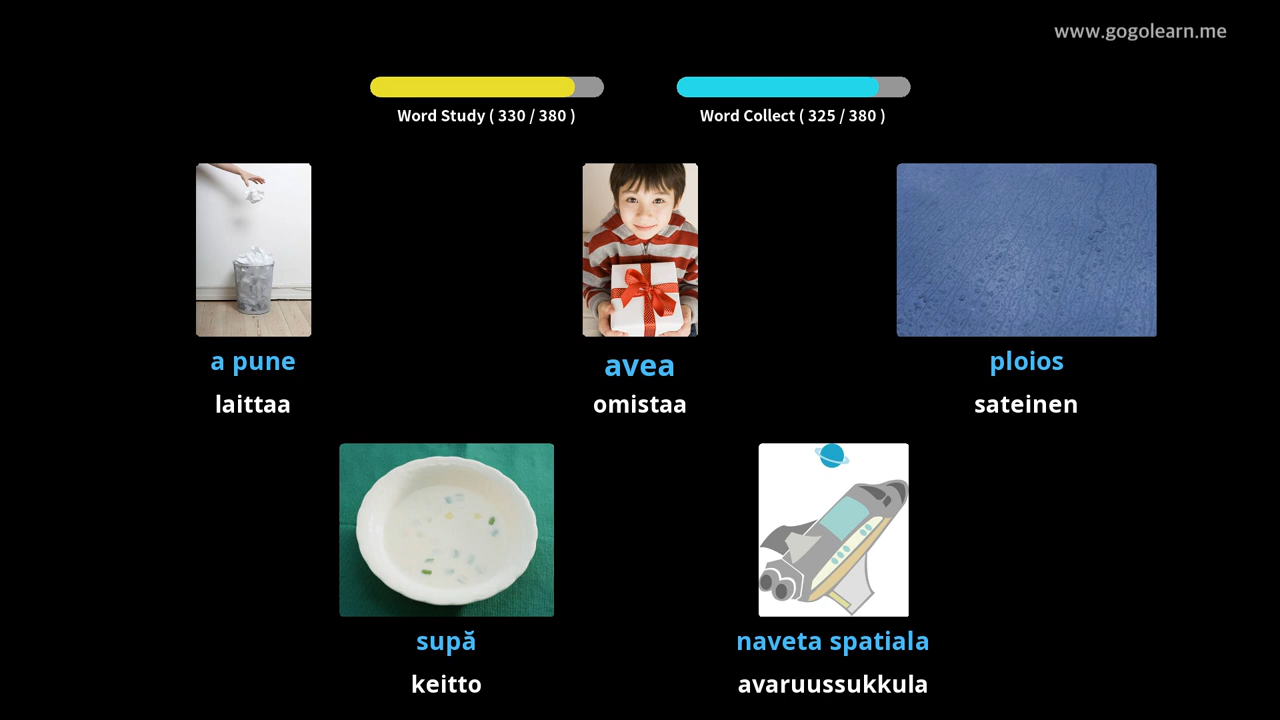 www.gogolearn.me
Word Study ( 330 / 380 )
Word Collect ( 325 / 380 )
a pune
laittaa
avea
omistaa
ploios
sateinen
supă
keitto
naveta spatiala
avaruussukkula